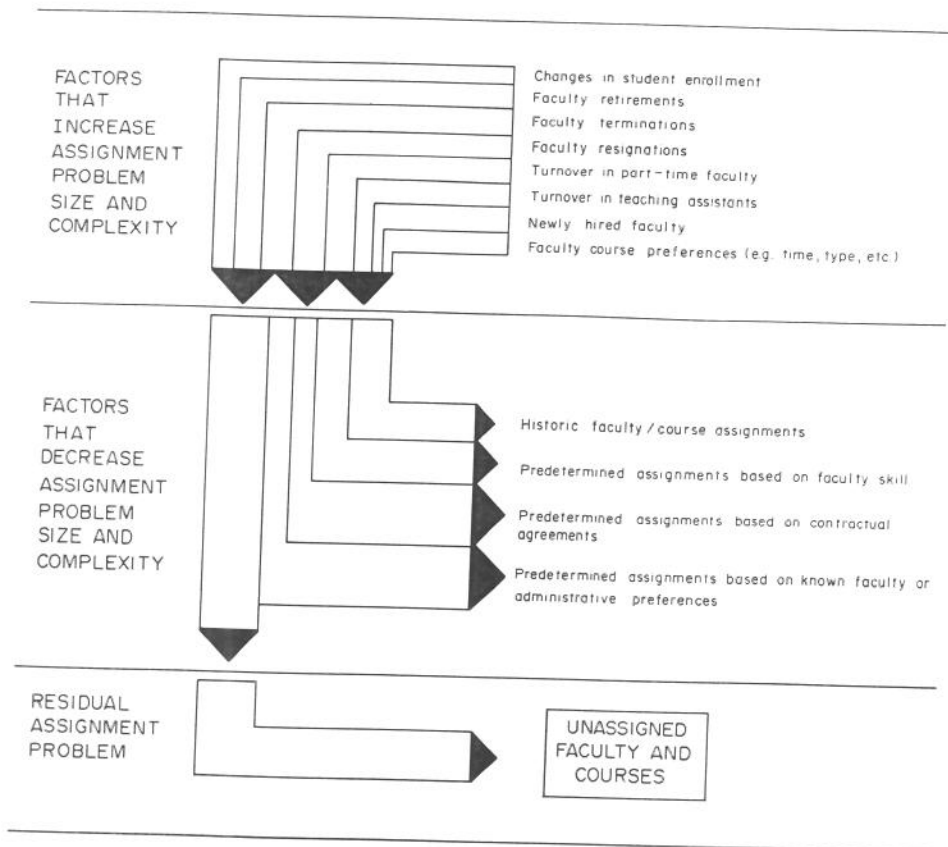 FACTORS
THAT
INCREASE
ASSIGNMENT
PROBLEM
SIZE AND
COMPLEXITY
Changes in student enrollment
Faculty retirements
Faculty terminations
Faculty resignations
Turnover in part-time faculty
Turnover in teaching assistants
Newly hired faculty
Faculty course preferences (e.g. time, type, etc.)
FACTORS
THAT
DECREASE
ASSIGNMENT
PROBLEM
SIZE AND
COMPLEXITY
Historic faculty/course assignments
Predetermined assignments based on faculty skill
Predetermined assignments based on contractual
agreements
Predetermined assignments based on known faculty or
administrative preferences
RESIDUAL
ASSIGNMENT
PROBLEM
UNASSIGNED
FACULTY AND
COURSES